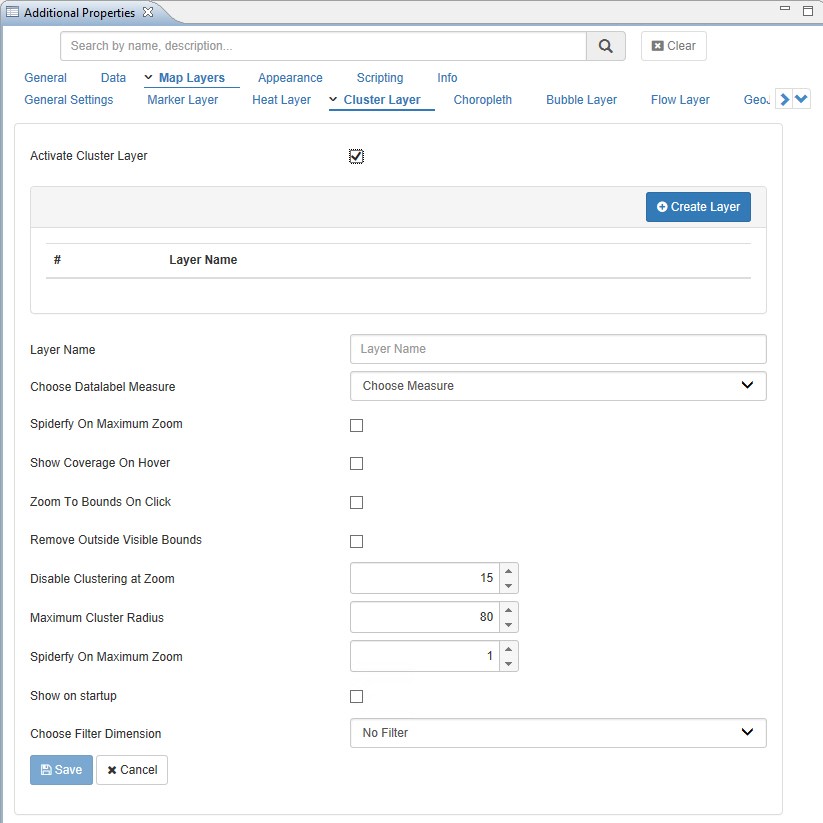 Additional Properties
Search by name, description...
Clear
General Data Map Layers Appearance Scripting Info
General Settings Marker Layer Heat Layer Cluster Layer Choropleth Bubble Layer Flow Layer GeoJ
Activate Cluster Layer
Create Layer
# Layer Name
Layer Name Layer Name
Choose Datalabel Measure Choose Measure
Spiderfy On Maximum Zoom
Show Coverage On Hover
Zoom To Bounds On Click
Remove Outside Visible Bounds
Disable Clustering at Zoom 15
Maximum Cluster Radius 80
Spiderfy On Maximum Zoom 1
Show on startup
Choose Filter Dimension No Filter
Save Cancel